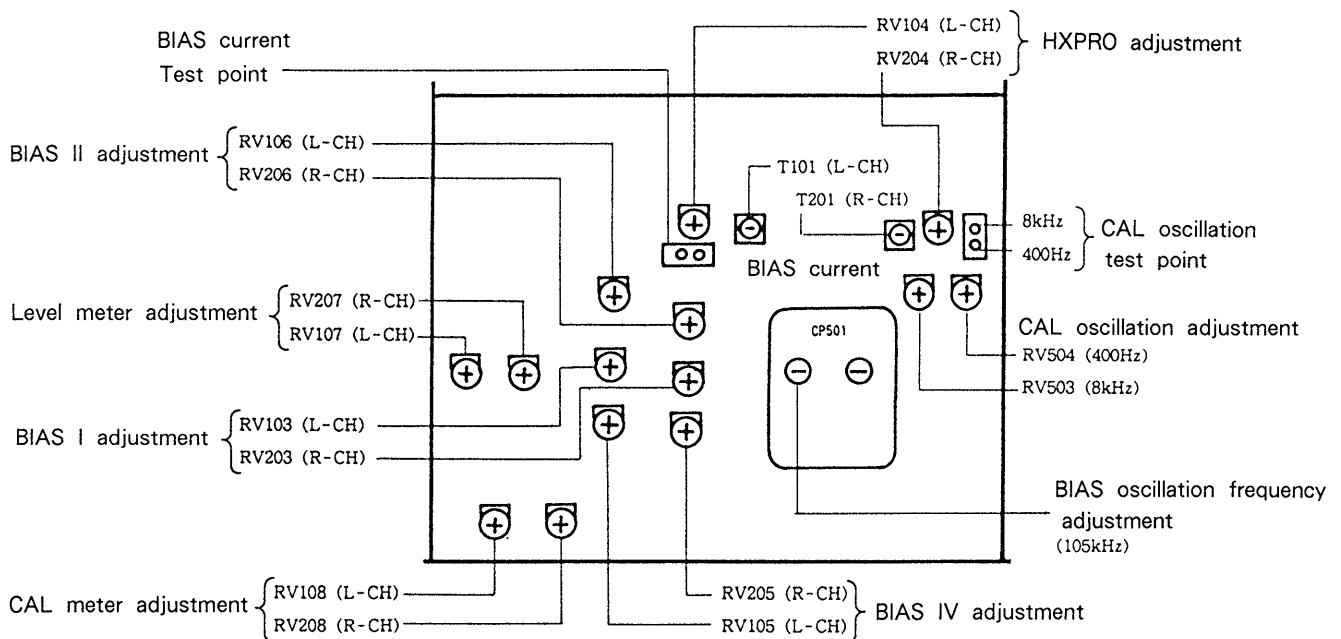 BIAS current
Test point
RV104 (L-CH)
RV204 (R-CH)
HXPRO adjustment
BIAS II adjustment
RV106 (L-CH)
RV206 (R-CH)
T101 (L-CH)
T201 (R-CH)
8kHz
400Hz
CAL oscillation
test point
BIAS current
Level meter adjustment
RV207 (R-CH)
RV107 (L-CH)
CP501
CAL oscillation adjustment
RV504 (400Hz)
RV503 (8kHz)
BIAS I adjustment
RV103 (L-CH)
RV203 (R-CH)
BIAS oscillation frequency
adjustment
(105kHz)
CAL meter adjustment
RV108 (L-CH)
RV208 (R-CH)
RV205 (R-CH)
RV105 (L-CH)
BIAS IV adjustment